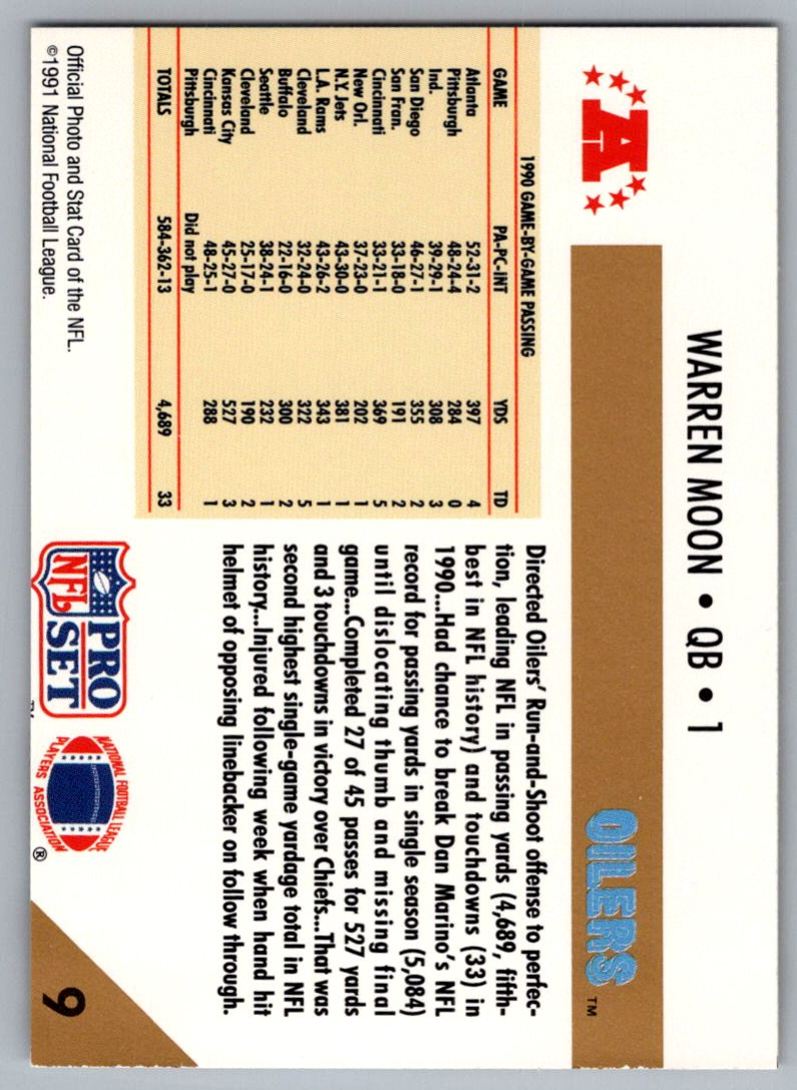 WARREN MOON • QB • 1
A
OILERS™
1990 GAME-BY-GAME PASSING
GAME PA-PC-INT YDS TD
Atlanta 52-31-2 397 4
Pittsburgh 48-24-4 284 0
Ind. 39-29-1 308 3
San Diego 46-27-1 355 2
San Fran. 33-18-0 191 2
Cincinnati 33-21-1 369 5
New Orl. 37-23-0 202 1
N.Y. Jets 43-30-0 381 1
L.A. Rams 43-26-2 343 1
Cleveland 32-24-0 322 5
Buffalo 22-16-0 300 2
Seattle 38-24-1 232 1
Cleveland 25-17-0 190 2
Kansas City 45-27-0 527 3
Cincinnati 48-25-1 288 1
Pittsburgh Did not play
TOTALS 584-362-13 4,689 33
Directed Oilers' Run-and-Shoot offense to perfec-
tion, leading NFL in passing yards (4,689, fifth-
best in NFL history) and touchdowns (33) in
1990...Had chance to break Dan Marino's NFL
record for passing yards in single season (5,084)
until dislocating thumb and missing final
game...Completed 27 of 45 passes for 527 yards
and 3 touchdowns in victory over Chiefs...That was
second highest single-game yardage total in NFL
history...Injured following week when hand hit
helmet of opposing linebacker on follow through.
Official Photo and Stat Card of the NFL.
©1991 National Football League.
NFL
PRO
SET
TM
NATIONAL FOOTBALL LEAGUE
PLAYERS ASSOCIATION
®
9